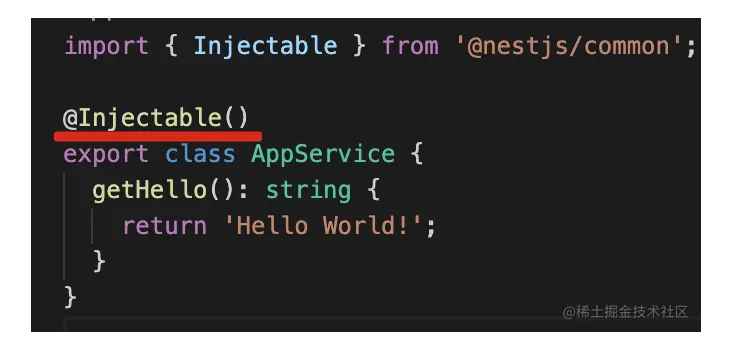 import { Injectable } from '@nestjs/common';
@Injectable()
export class AppService {
getHello(): string {
return 'Hello World!';
}
}
@稀土掘金技术社区